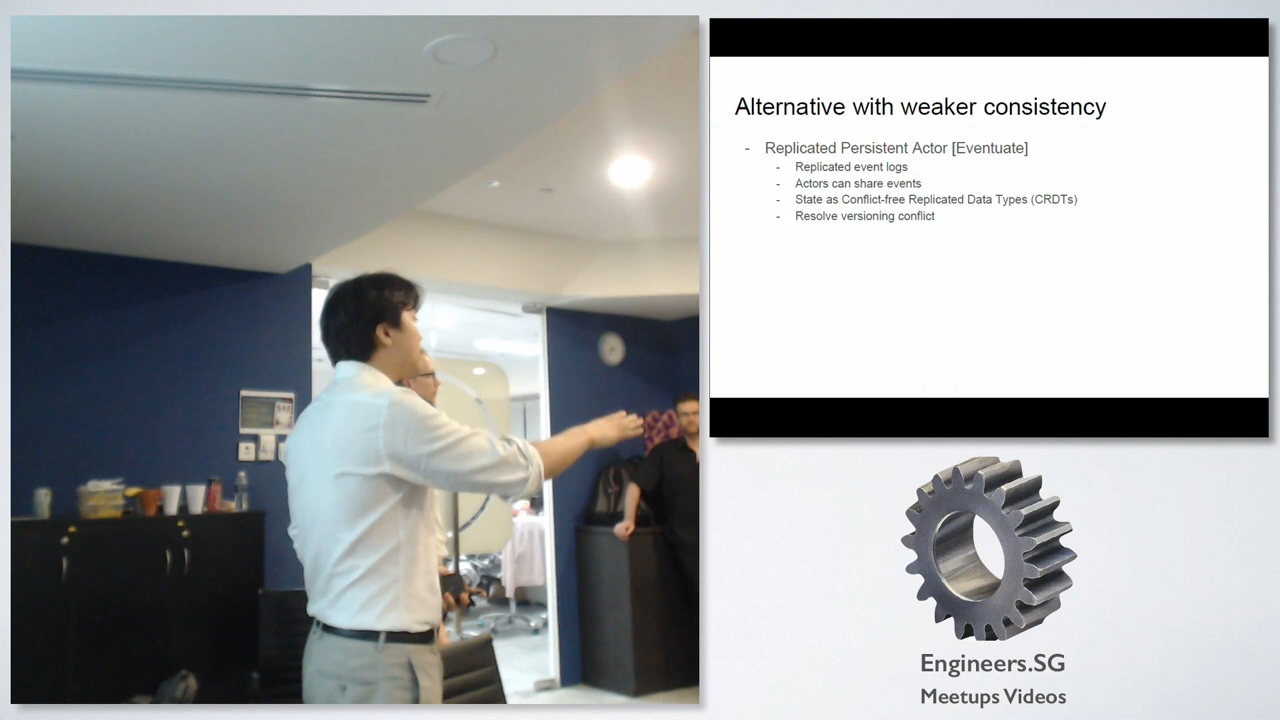 Alternative with weaker consistency
- Replicated Persistent Actor [Eventuate]
- Replicated event logs
- Actors can share events
- State as Conflict-free Replicated Data Types (CRDTs)
- Resolve versioning conflict
Engineers.SG
Meetups Videos